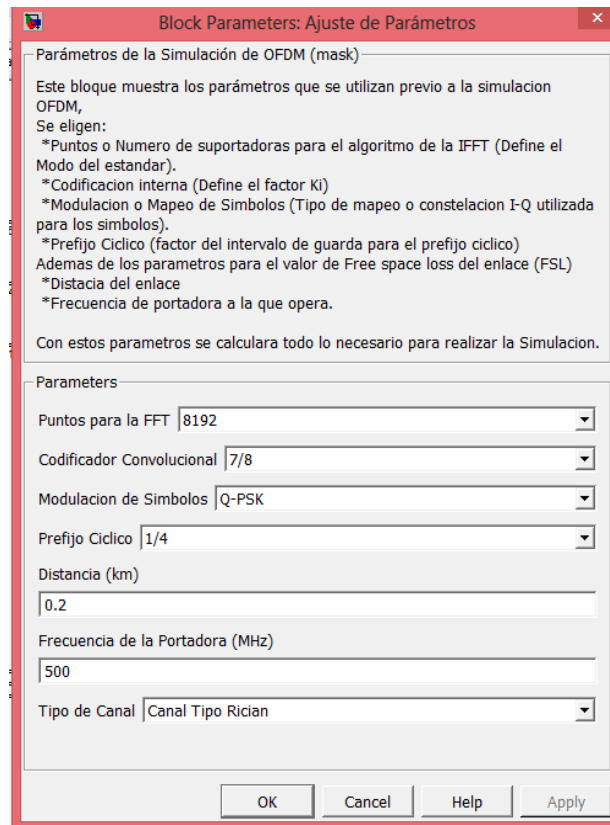 Block Parameters: Ajuste de Parámetros
Parámetros de la Simulación de OFDM (mask)
Este bloque muestra los parámetros que se utilizan previo a la simulacion
OFDM,
Se eligen:
*Puntos o Numero de suportadoras para el algoritmo de la IFFT (Define el
Modo del estandar).
*Codificacion interna (Define el factor Ki)
*Modulacion o Mapeo de Simbolos (Tipo de mapeo o constelacion I-Q utilizada
para los simbolos).
*Prefijo Ciclico (factor del intervalo de guarda para el prefijo ciclico)
Ademas de los parametros para el valor de Free space loss del enlace (FSL)
*Distacia del enlace
*Frecuencia de portadora a la que opera.
Con estos parametros se calculara todo lo necesario para realizar la Simulacion.
Parameters
Puntos para la FFT 8192
Codificador Convolucional 7/8
Modulacion de Simbolos Q-PSK
Prefijo Ciclico 1/4
Distancia (km)
0.2
Frecuencia de la Portadora (MHz)
500
Tipo de Canal Canal Tipo Rician
OK Cancel Help Apply